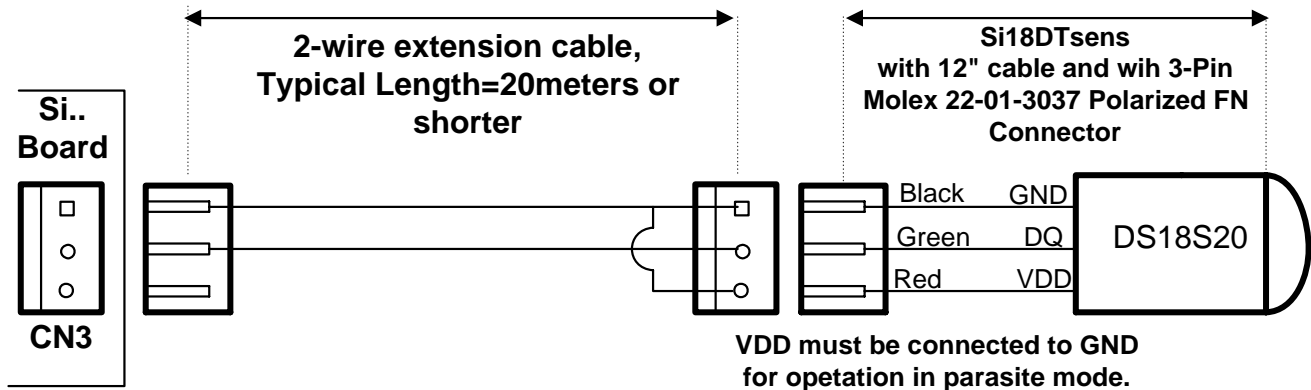 2-wire extension cable,
Typical Length=20meters or
shorter
Si18DTsens
with 12" cable and wih 3-Pin
Molex 22-01-3037 Polarized FN
Connector
Si..
Board
CN3
Black GND
Green DQ
Red VDD
DS18S20
VDD must be connected to GND
for opetation in parasite mode.